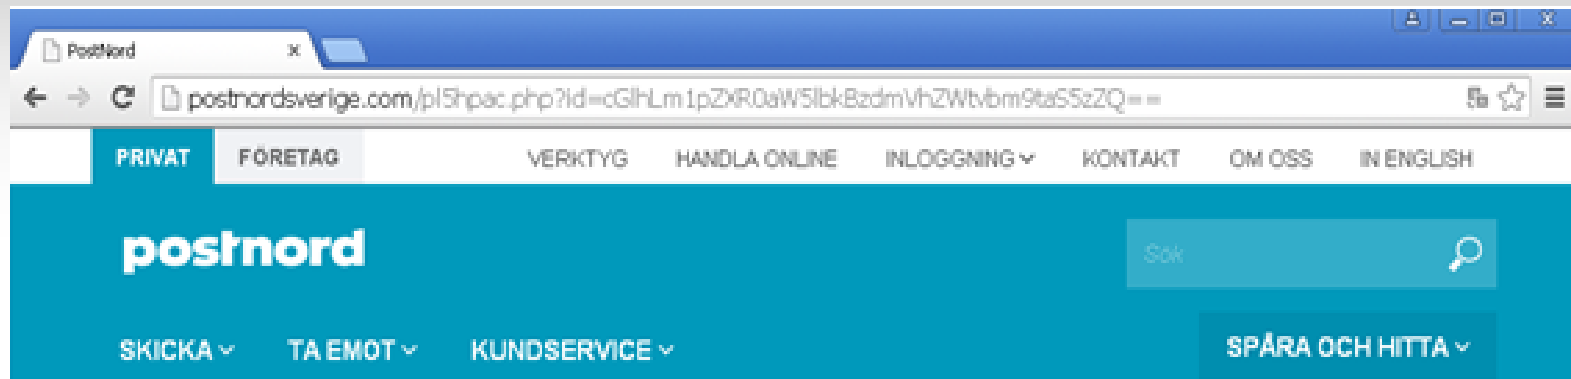 PostNord
postnordsverige.com/pl5hpac.php?id=cGlhLm1pZXR0aW5lbkBzdmVhZWtvbm9taS5zZQ==
PRIVAT FÖRETAG VERKTYG HANDLA ONLINE INLOGGNING KONTAKT OM OSS IN ENGLISH
postnord
Sök
SKICKA TA EMOT KUNDSERVICE SPÅRA OCH HITTA